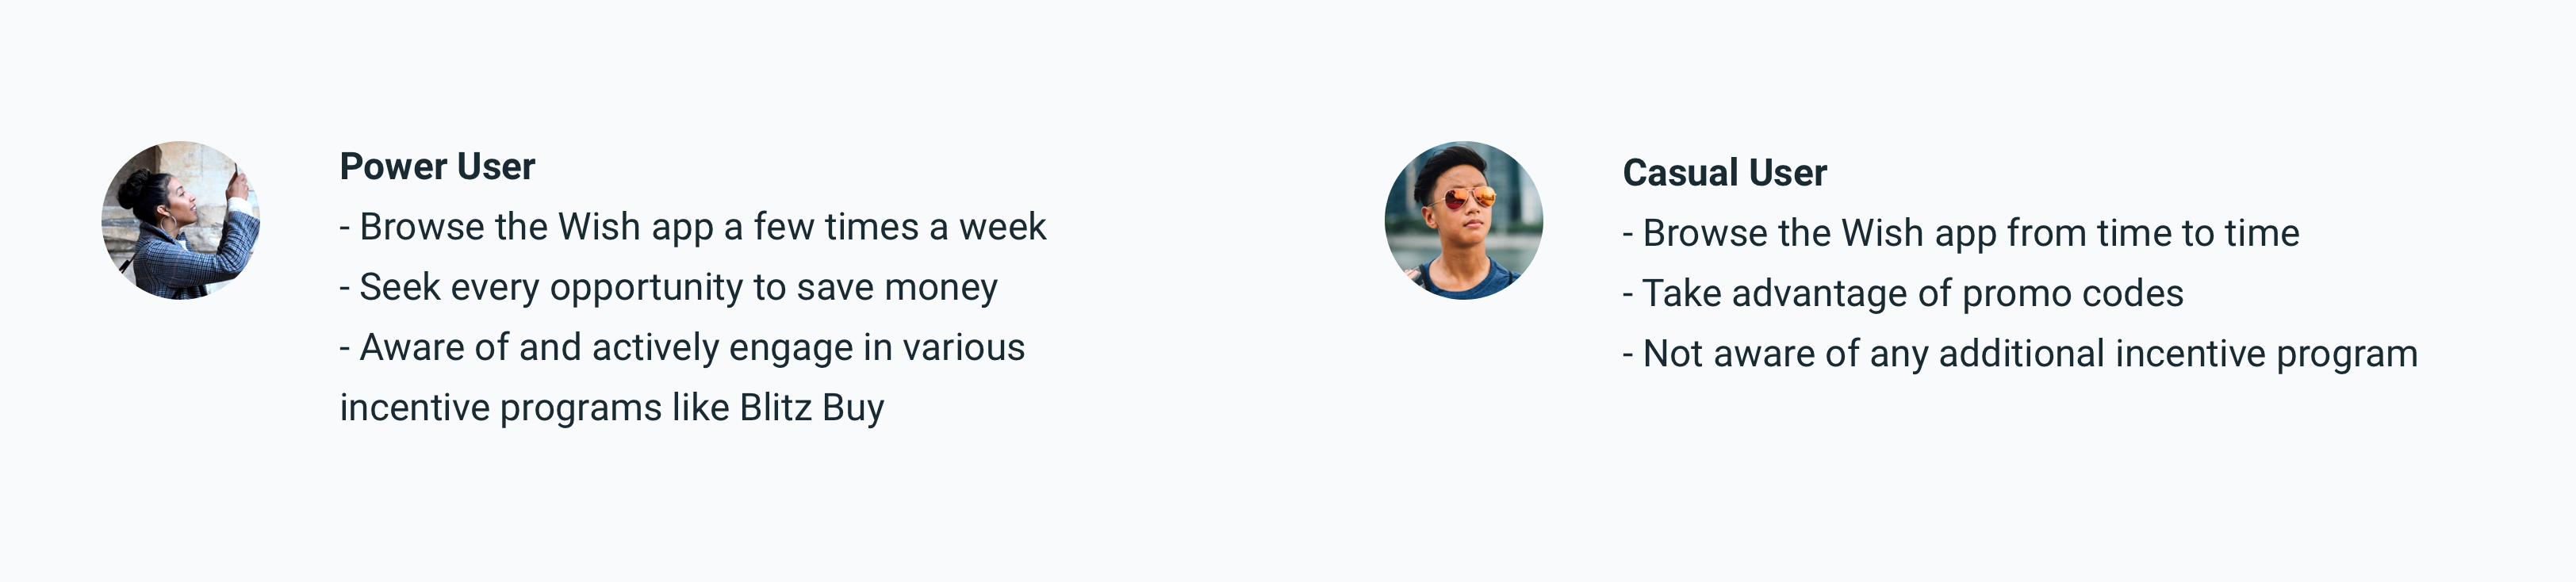 Power User
- Browse the Wish app a few times a week
- Seek every opportunity to save money
- Aware of and actively engage in various
incentive programs like Blitz Buy
Casual User
- Browse the Wish app from time to time
- Take advantage of promo codes
- Not aware of any additional incentive program